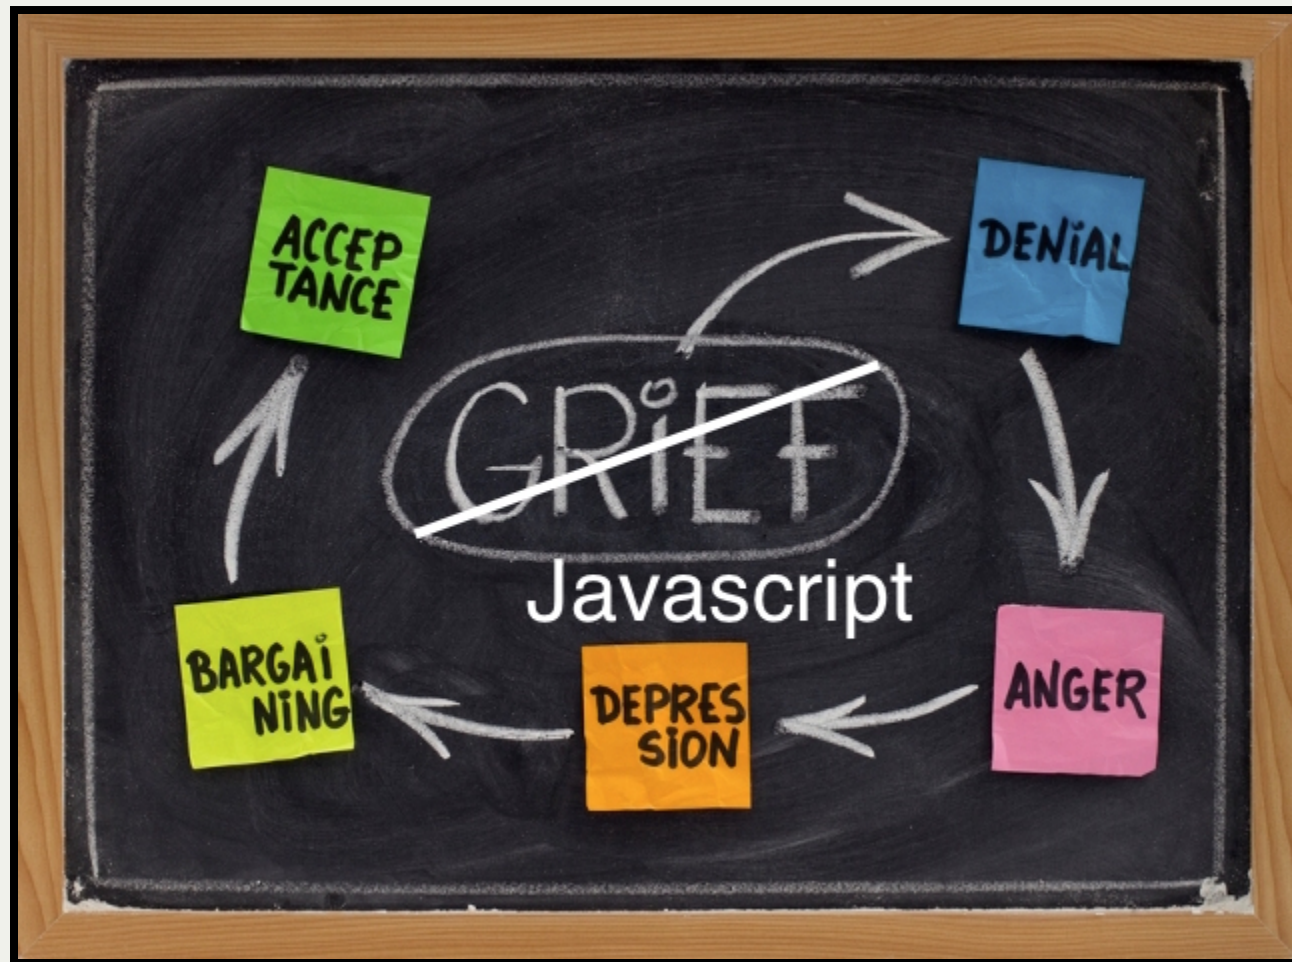 ACCEP
TANCE
DENiAL
GRiEF
Javascript
BARGAi
NiNG
DEPRES
SiON
ANGER